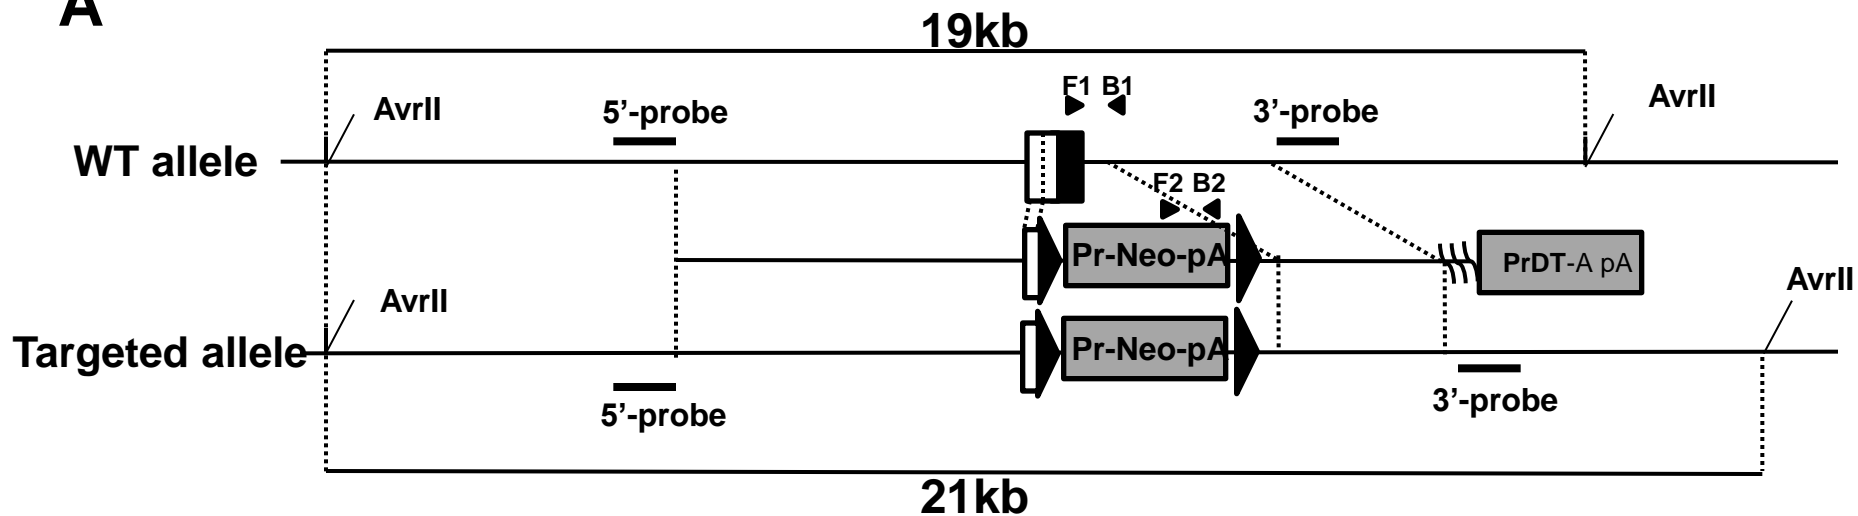 A
19kb
F1 B1
AvrII
5’-probe
3’-probe
AvrII
WT allele
F2 B2
Pr-Neo-pA
PrDT-A pA
AvrII
AvrII
Targeted allele
Pr-Neo-pA
5’-probe
3’-probe
21kb